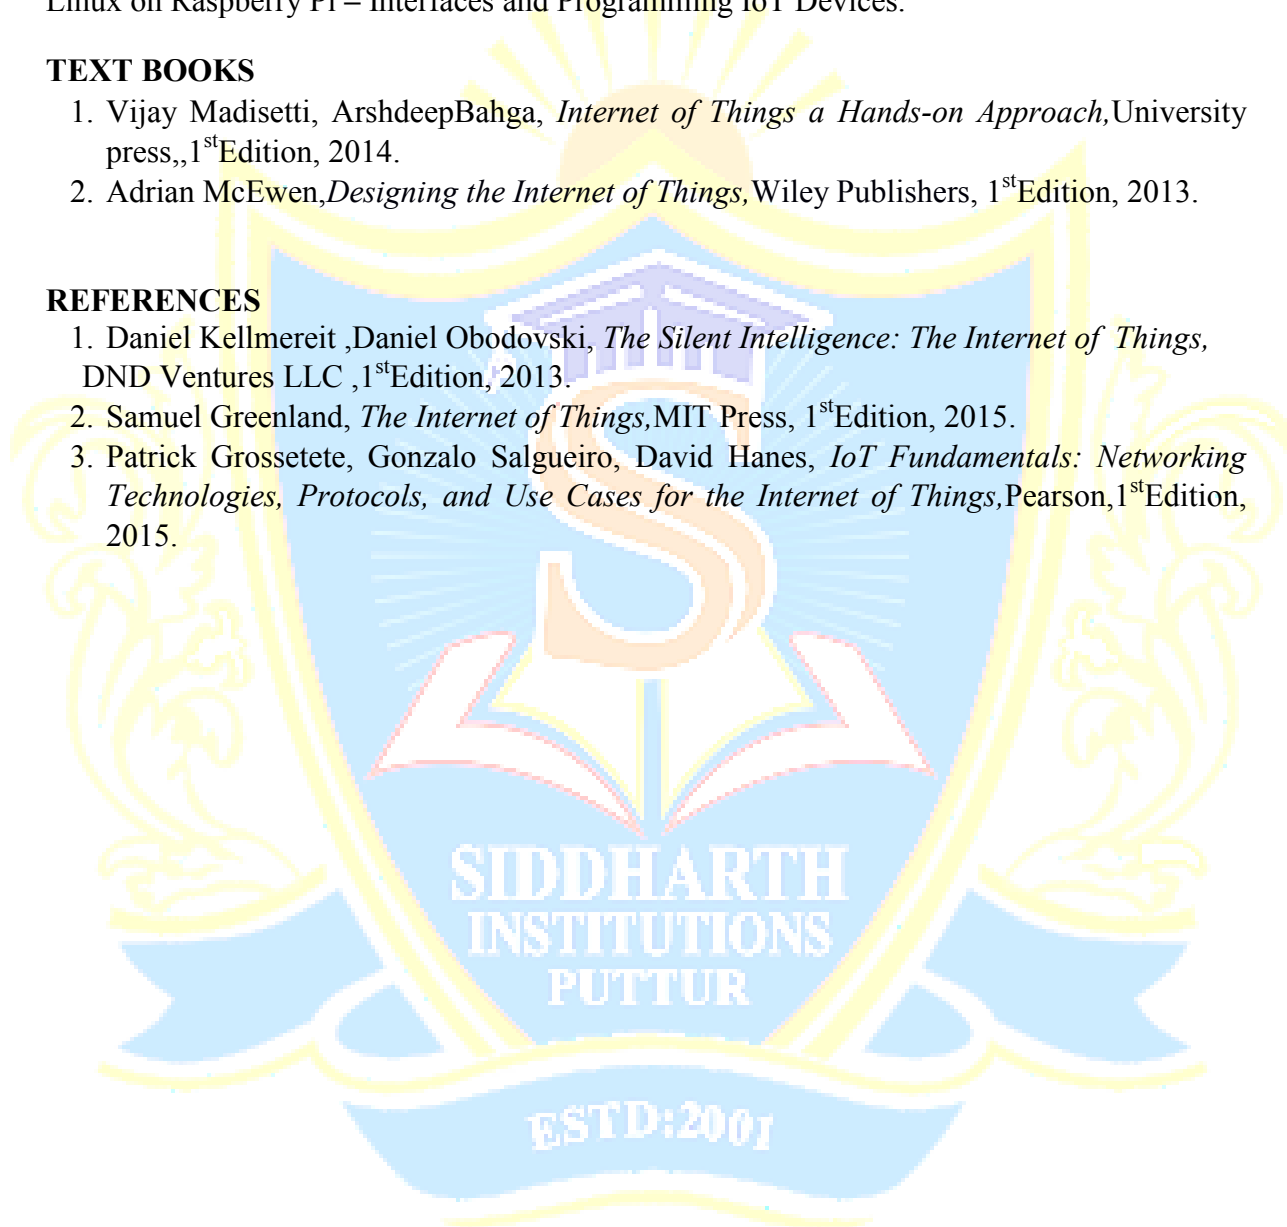 Linux on Raspberry Pi – Interfaces and Programming IoT Devices.
TEXT BOOKS
1. Vijay Madisetti, ArshdeepBahga, Internet of Things a Hands-on Approach,University
press,,1stEdition, 2014.
2. Adrian McEwen,Designing the Internet of Things,Wiley Publishers, 1stEdition, 2013.
REFERENCES
1. Daniel Kellmereit ,Daniel Obodovski, The Silent Intelligence: The Internet of Things,
DND Ventures LLC ,1stEdition, 2013.
2. Samuel Greenland, The Internet of Things,MIT Press, 1stEdition, 2015.
3. Patrick Grossetete, Gonzalo Salgueiro, David Hanes, IoT Fundamentals: Networking
Technologies, Protocols, and Use Cases for the Internet of Things,Pearson,1stEdition,
2015.
S
SIDDHARTH
INSTITUTIONS
PUTTUR
ESTD:2001